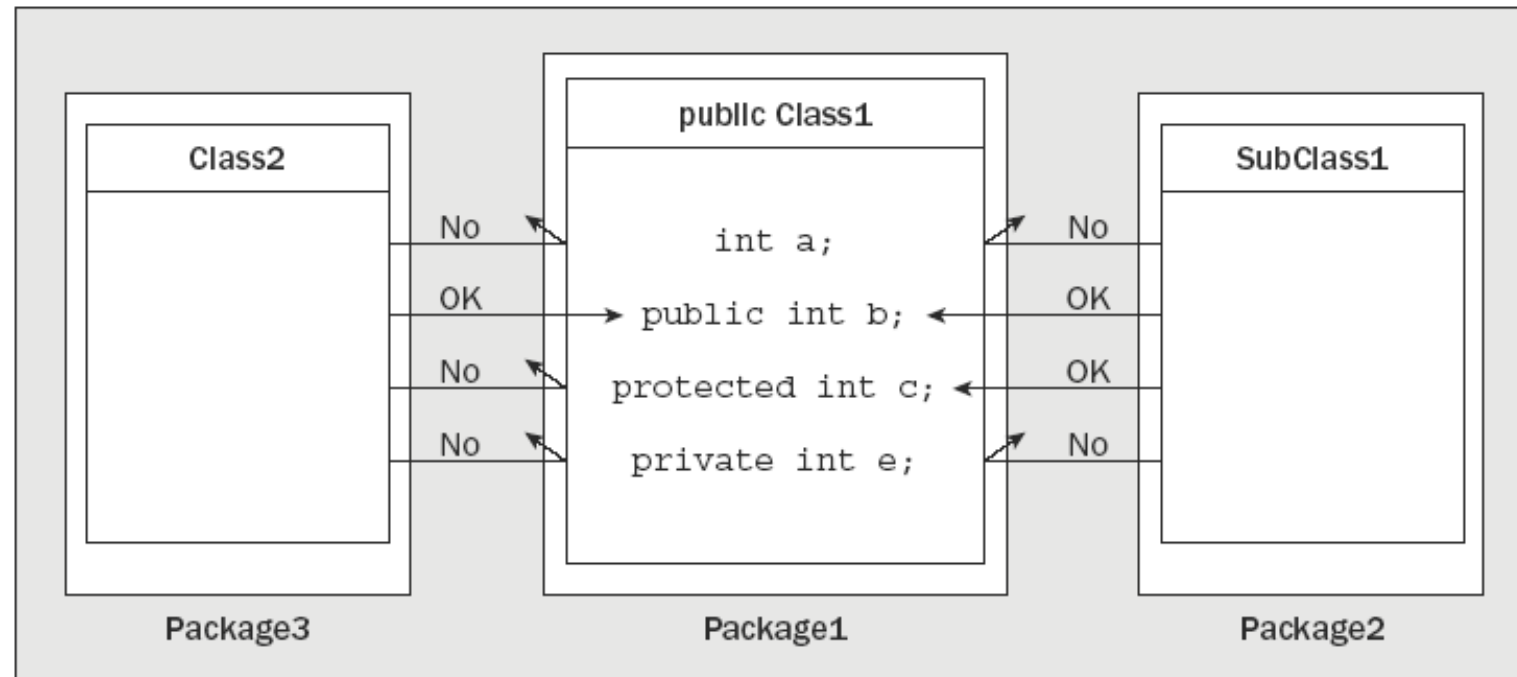 Class2
public Class1
SubClass1
No
int a;
No
OK
public int b;
OK
No
protected int c;
OK
No
private int e;
No
Package3
Package1
Package2